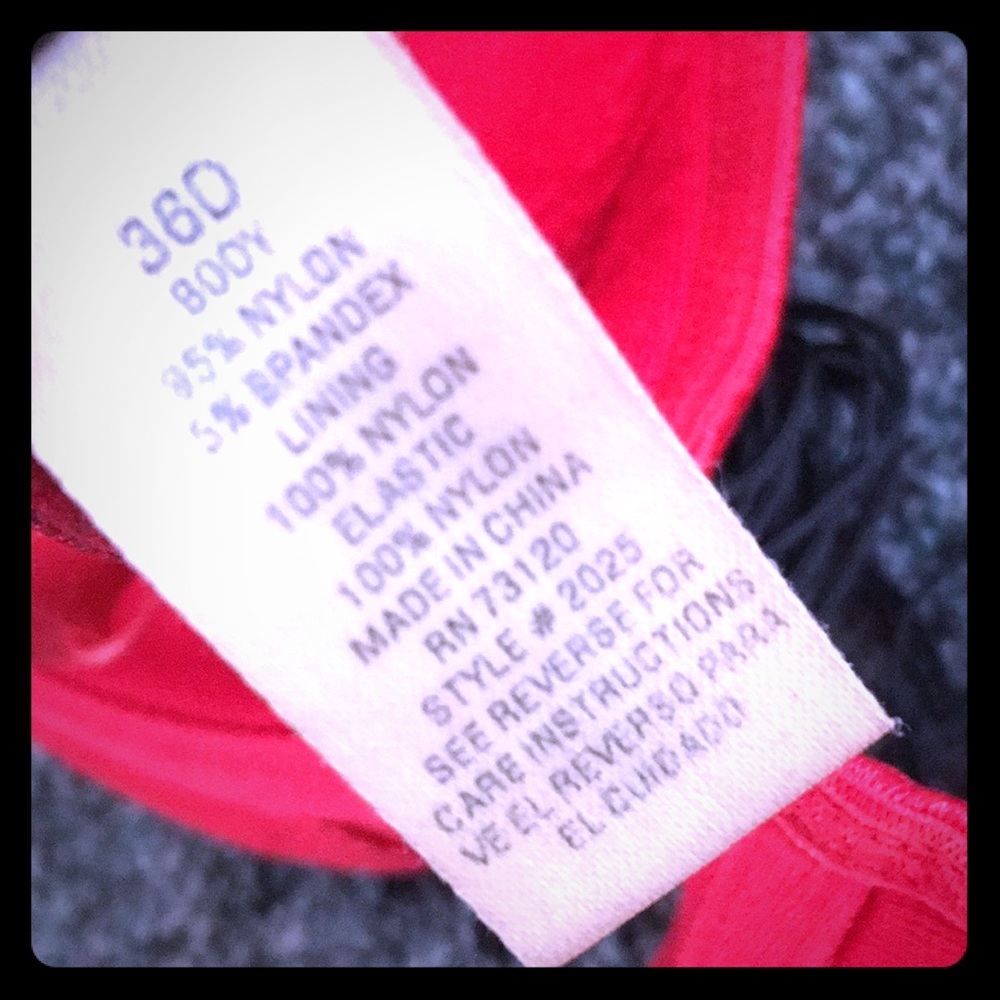 36D
BODY
95% NYLON
5% BPANDEX
LINING
100% NYLON
ELASTIC
100% NYLON
MADE IN CHINA
RN 73120
STYLE # 2025
SEE REVERSE FOR
CARE INSTRUCTIONS
VE EL REVERSO PARA
EL CUIDADO